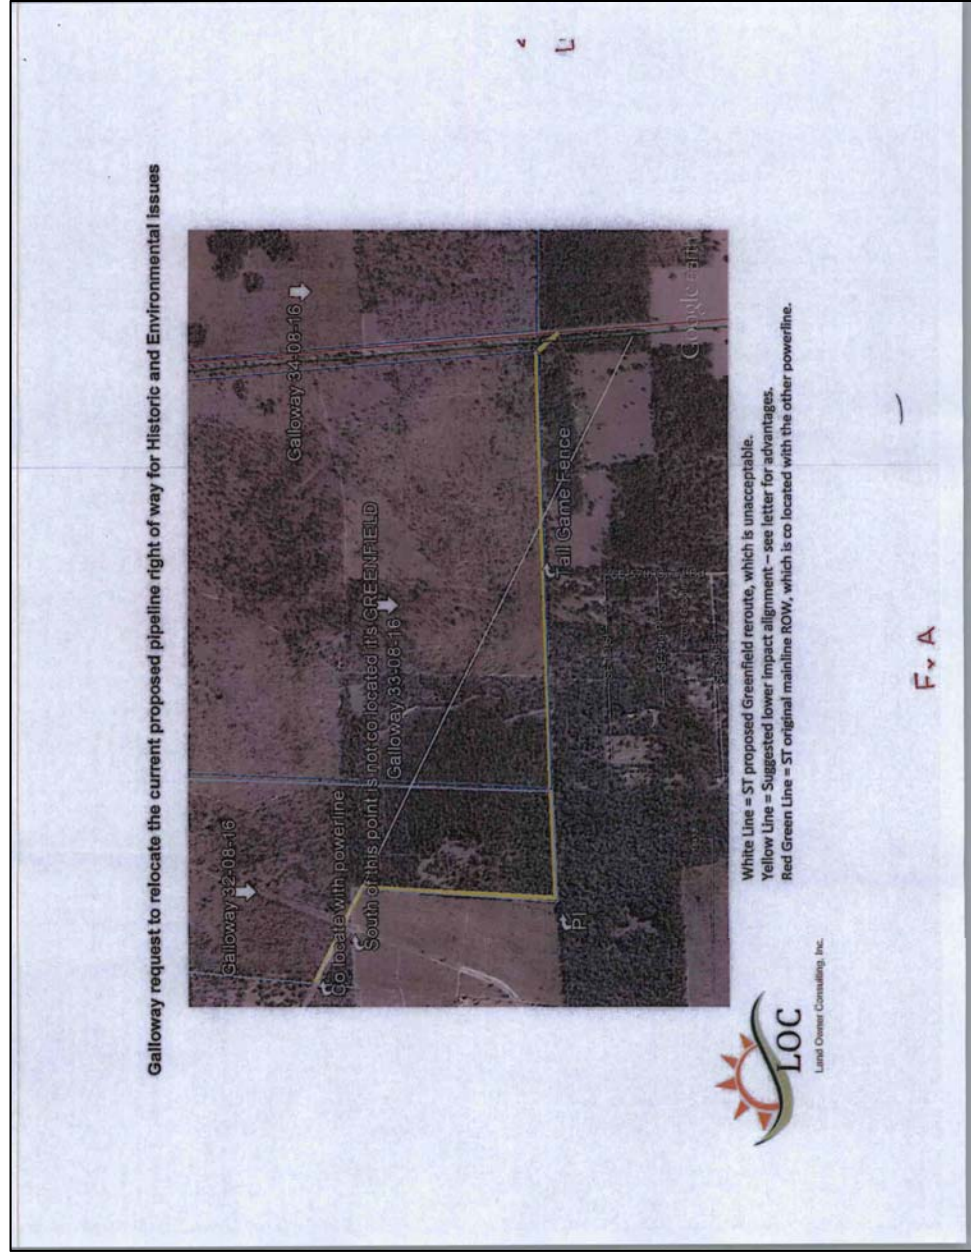 Galloway request to relocate the current proposed pipeline right of way for Historic and Environmental issues
Galloway 32-08-16
Galloway 34-08-16
Co locate with powerline
South of this point is not co located it's GREENFIELD
Galloway 33-08-16
PI
Tall Game Fence
Google earth
White Line = ST proposed Greenfield reroute, which is unacceptable.
Yellow Line = Suggested lower impact alignment – see letter for advantages.
Red Green Line = ST original mainline ROW, which is co located with the other powerline.
LOC
Land Owner Consulting, Inc.